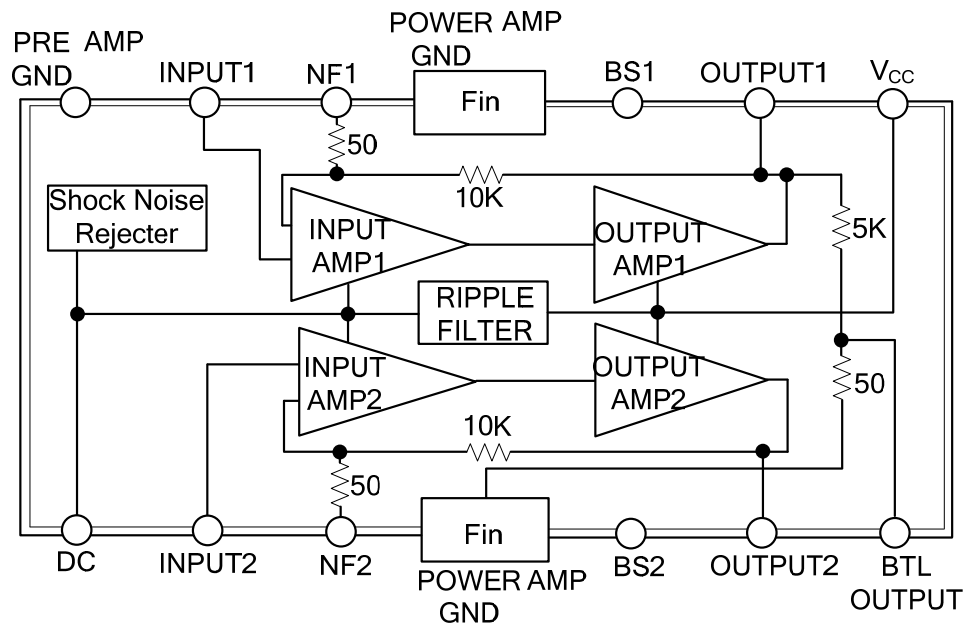 PRE AMP
GND
INPUT1
NF1
POWER AMP
GND
Fin
BS1
OUTPUT1
VCC
50
10K
5K
Shock Noise
Rejecter
INPUT
AMP1
OUTPUT
AMP1
RIPPLE
FILTER
INPUT
AMP2
OUTPUT
AMP2
50
10K
50
Fin
DC
INPUT2
NF2
POWER AMP
GND
BS2
OUTPUT2
BTL
OUTPUT